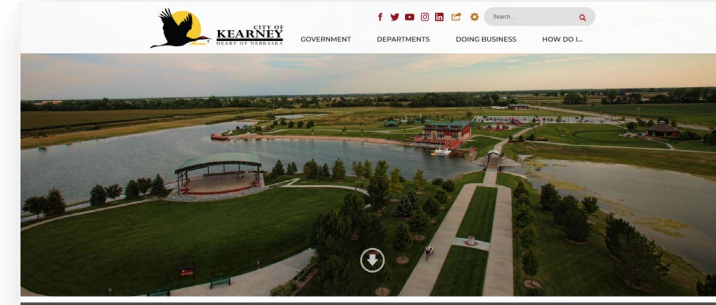 CITY OF
KEARNEY
HEART OF NEBRASKA
Search...
GOVERNMENT DEPARTMENTS DOING BUSINESS HOW DO I...